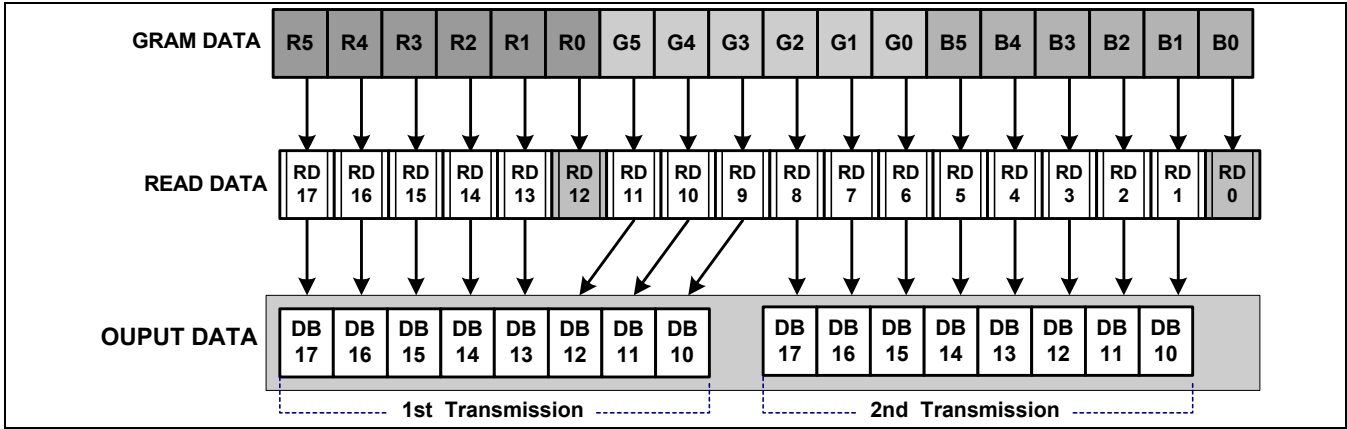 GRAM DATA R5 R4 R3 R2 R1 R0 G5 G4 G3 G2 G1 G0 B5 B4 B3 B2 B1 B0
READ DATA
RD RD RD RD RD RD RD RD RD RD RD RD RD RD RD RD RD RD
17 16 15 14 13 12 11 10 9 8 7 6 5 4 3 2 1 0
OUPUT DATA
DB DB DB DB DB DB DB DB DB DB DB DB DB DB DB DB
17 16 15 14 13 12 11 10 17 16 15 14 13 12 11 10
1st Transmission 2nd Transmission